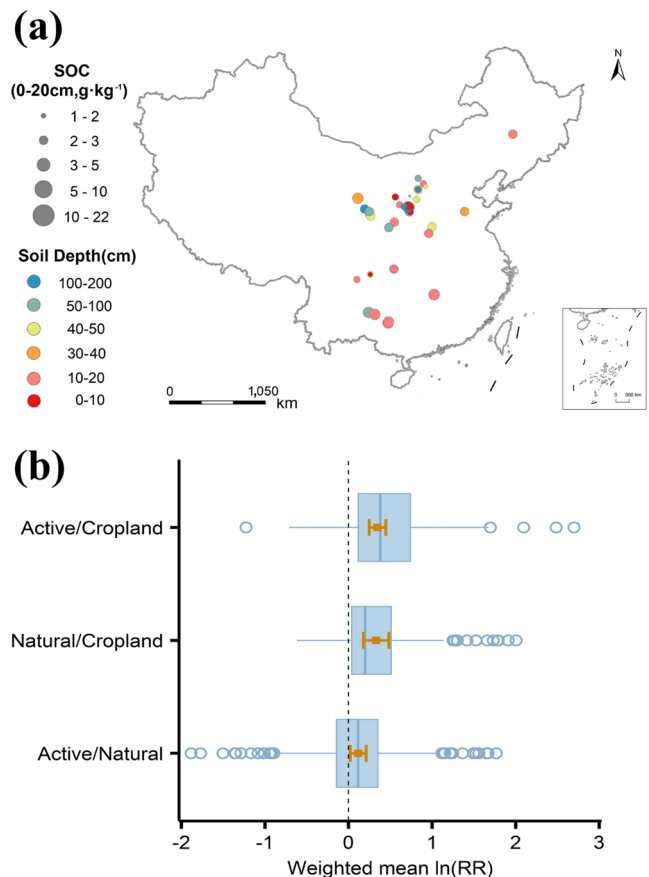 (a)
N
SOC
(0-20cm,g·kg⁻¹)
1 - 2
2 - 3
3 - 5
5 - 10
10 - 22
Soil Depth(cm)
100-200
50-100
40-50
30-40
10-20
0-10
0 1,050
km
0 300 km
(b)
Active/Cropland
Natural/Cropland
Active/Natural
-2 -1 0 1 2 3
Weighted mean ln(RR)